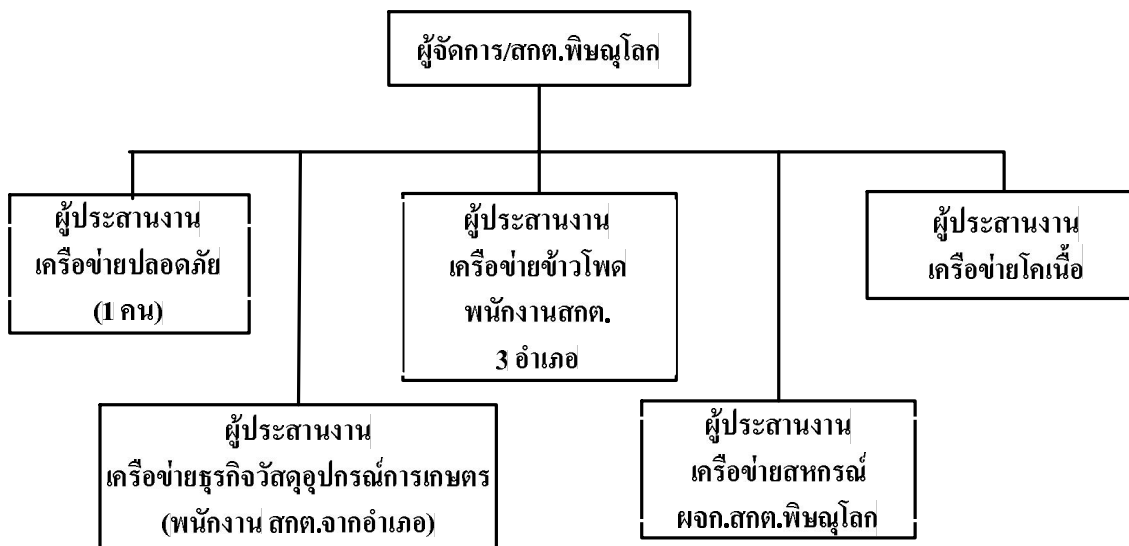 ผู้จัดการ/สกต.พิษณุโลก
ผู้ประสานงาน
เครือข่ายปลอดภัย
(1 คน)
ผู้ประสานงาน
เครือข่ายข้าวโพด
พนักงานสกต.
3 อำเภอ
ผู้ประสานงาน
เครือข่ายโคเนื้อ
ผู้ประสานงาน
เครือข่ายธุรกิจวัสดุอุปกรณ์การเกษตร
(พนักงาน สกต.จากอำเภอ)
ผู้ประสานงาน
เครือข่ายสหกรณ์
ผจก.สกต.พิษณุโลก